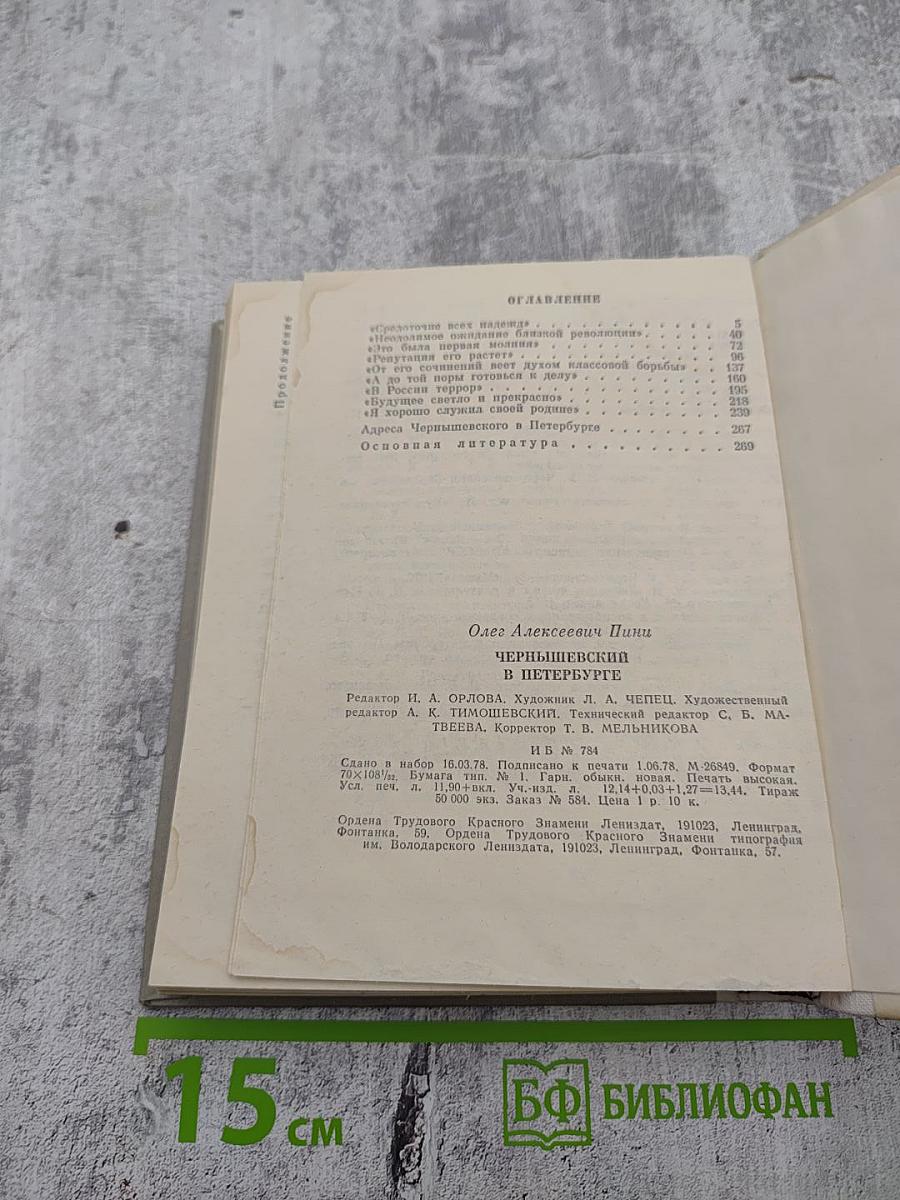 Продолжение
ОГЛАВЛЕНИЕ
«Средоточие всех надежд» . . . . . . . . . . . . 5
«Неодолимое ожидание близкой революции» . . . . . 40
«Это была первая молния» . . . . . . . . . . . . 72
«Репутация его растет» . . . . . . . . . . . . . 96
«От его сочинений веет духом классовой борьбы» . . 137
«А до той поры готовься к делу» . . . . . . . . . 160
«В России террор» . . . . . . . . . . . . . . . 195
«Будущее светло и прекрасно» . . . . . . . . . . 218
«Я хорошо служил своей родине» . . . . . . . . . 239
Адреса Чернышевского в Петербурге . . . . . . . . 267
Основная литература . . . . . . . . . . 269
Олег Алексеевич Пини
ЧЕРНЫШЕВСКИЙ
В ПЕТЕРБУРГЕ
Редактор И. А. ОРЛОВА. Художник Л. А. ЧЕПЕЦ. Художественный
редактор А. К. ТИМОШЕВСКИЙ. Технический редактор С. Б. МА-
ТВЕЕВА. Корректор Т. В. МЕЛЬНИКОВА
ИБ № 784
Сдано в набор 16.03.78. Подписано к печати 1.06.78. М-26849. Формат
70×108¹/₃₂. Бумага тип. № 1. Гарн. обыкн. новая. Печать высокая.
Усл. печ. л. 11,90+вкл. Уч.-изд. л. 12,14+0,03+1,27=13,44. Тираж
50 000 экз. Заказ № 584. Цена 1 р. 10 к.
Ордена Трудового Красного Знамени Лениздат, 191023, Ленинград,
Фонтанка, 59. Ордена Трудового Красного Знамени типография
им. Володарского Лениздата, 191023, Ленинград, Фонтанка, 57.
15 см
БФ БИБЛИОФАН